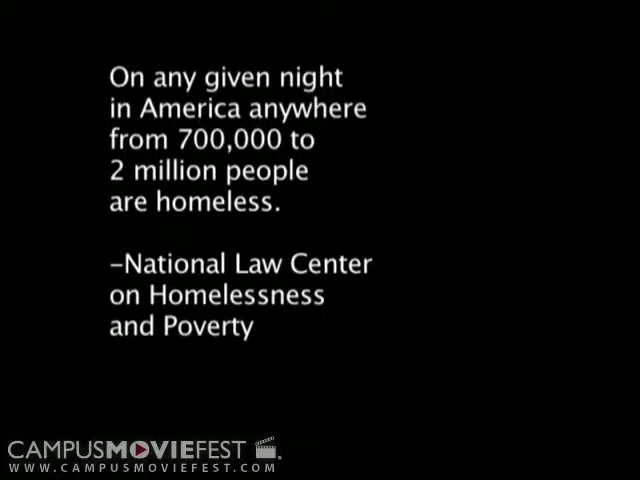 On any given night
in America anywhere
from 700,000 to
2 million people
are homeless.
–National Law Center
on Homelessness
and Poverty
CAMPUSMOVIEFEST
WWW.CAMPUSMOVIEFEST.COM